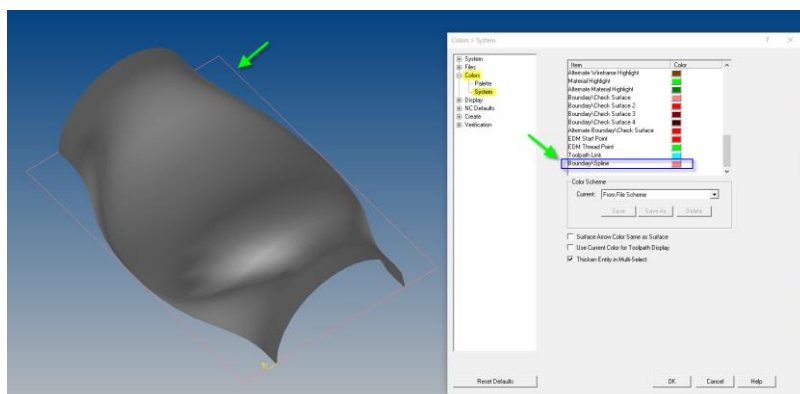 Colors > System
? X
System
Files
Colors
Palette
System
Display
NC Defaults
Create
Verification
Item Color
Alternate Wireframe Highlight
Material Highlight
Alternate Material Highlight
Boundary\Check Surface
Boundary\Check Surface 2
Boundary\Check Surface 3
Boundary\Check Surface 4
Alternate Boundary\Check Surface
EDM Start Point
EDM Thread Point
Toolpath Link
Boundary\Spline
Color Scheme
Current: From File Scheme
Save Save As Delete
Surface Arrow Color Same as Surface
Use Current Color for Toolpath Display
Thicken Entity in Multi-Select
Reset Defaults OK Cancel Help